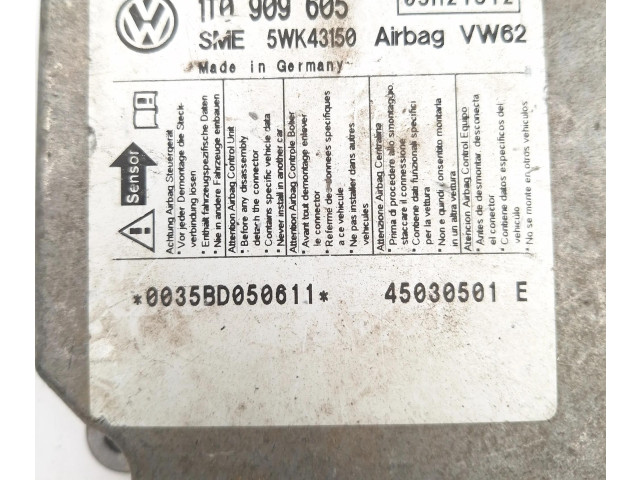 1T0 909 605
SME 5WK43150 Airbag VW62
Made in Germany
Sensor
Achtung Airbag Steuergerät
• Vor jeder Demontage die Steck-
verbindung lösen
• Enthält fahrzeugspezifische Daten
• Nie in andere Fahrzeuge einbauen
Attention Airbag Control Unit
• Before any disassembly
detach the connector
• Contains specific vehicle data
• Never install in another car
Attention Airbag Contrôle Boîter
• Avant tout demontage enlever
le connector
• Referme des donnees specifiques
a ce vehicule
• Ne pas installer dans autres
vehicules
Attenzione Airbag Centralina
• Prima di procedere allo smontaggio,
staccare il connessione
• Contiene dati funzionali specifici
per la vettura
• Non e quindi consentito montarla
in un altra vettura
Atencion Airbag Control Equipo
• Antes de desmontar desconecta
el conector
• Contiene datos especificos del
vehiculo
• No se monte en otros vehiculos
*0035BD050611* 45030501 E